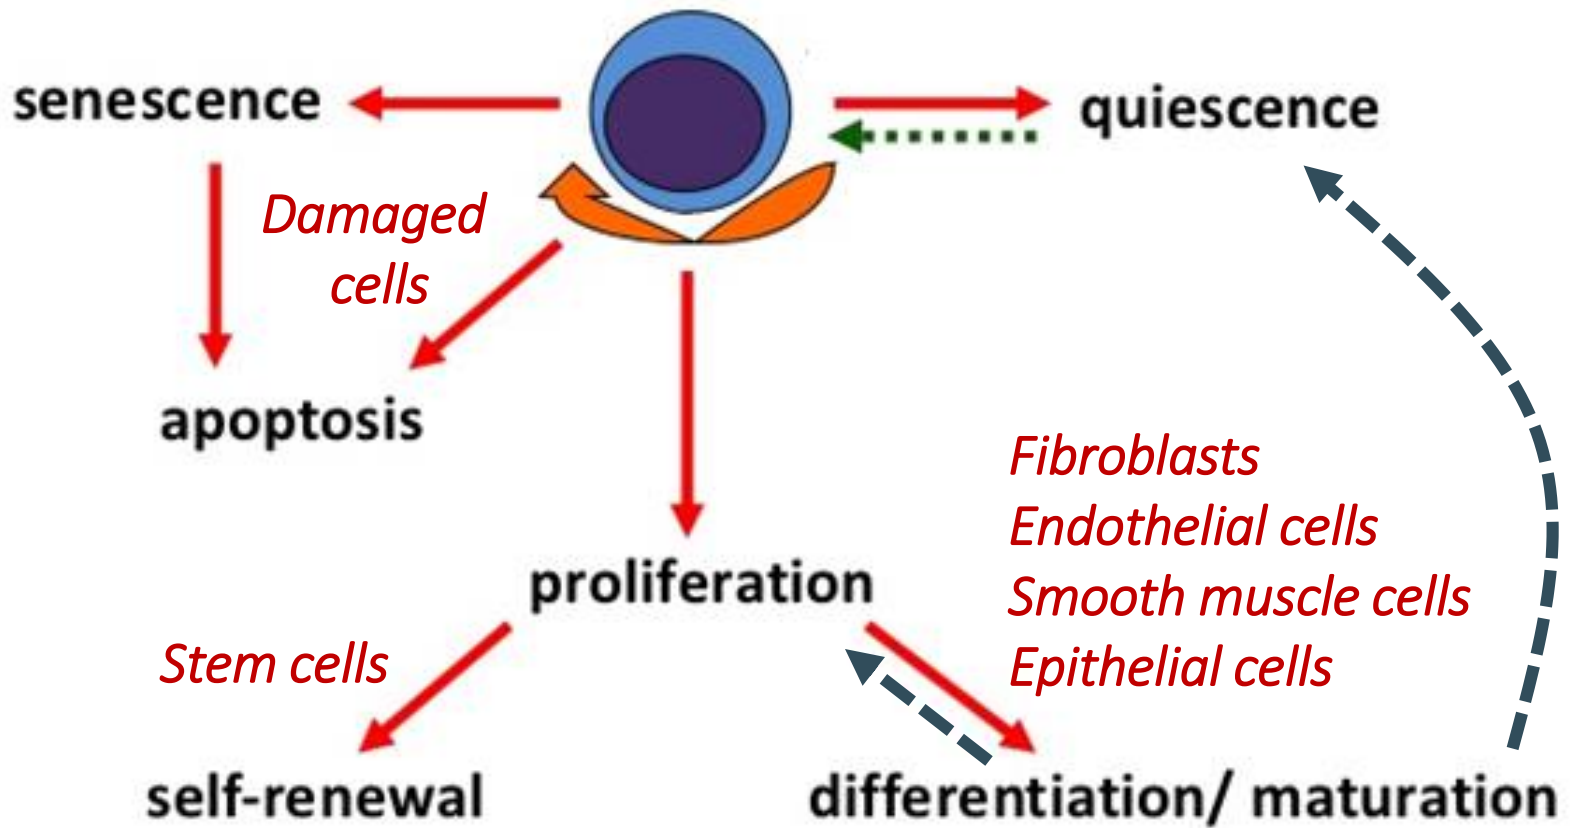 senescence
quiescence
Damaged
cells
apoptosis
Fibroblasts
Endothelial cells
Smooth muscle cells
Epithelial cells
proliferation
Stem cells
self-renewal
differentiation/ maturation